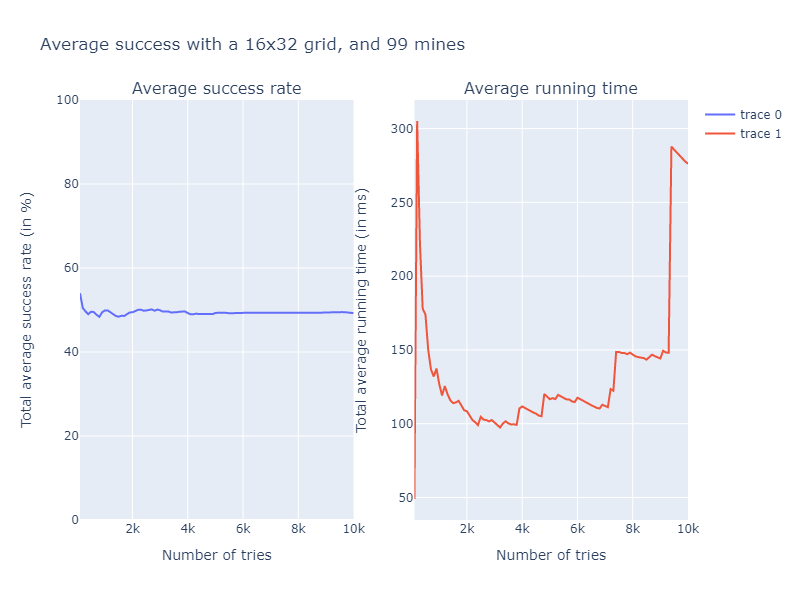 Average success with a 16x32 grid, and 99 mines
Average success rate
Average running time
100
80
60
40
20
0
2k
4k
6k
8k
10k
Number of tries
Total average success rate (in %)
300
250
200
150
100
50
2k
4k
6k
8k
10k
Number of tries
Total average running time (in ms)
trace 0
trace 1